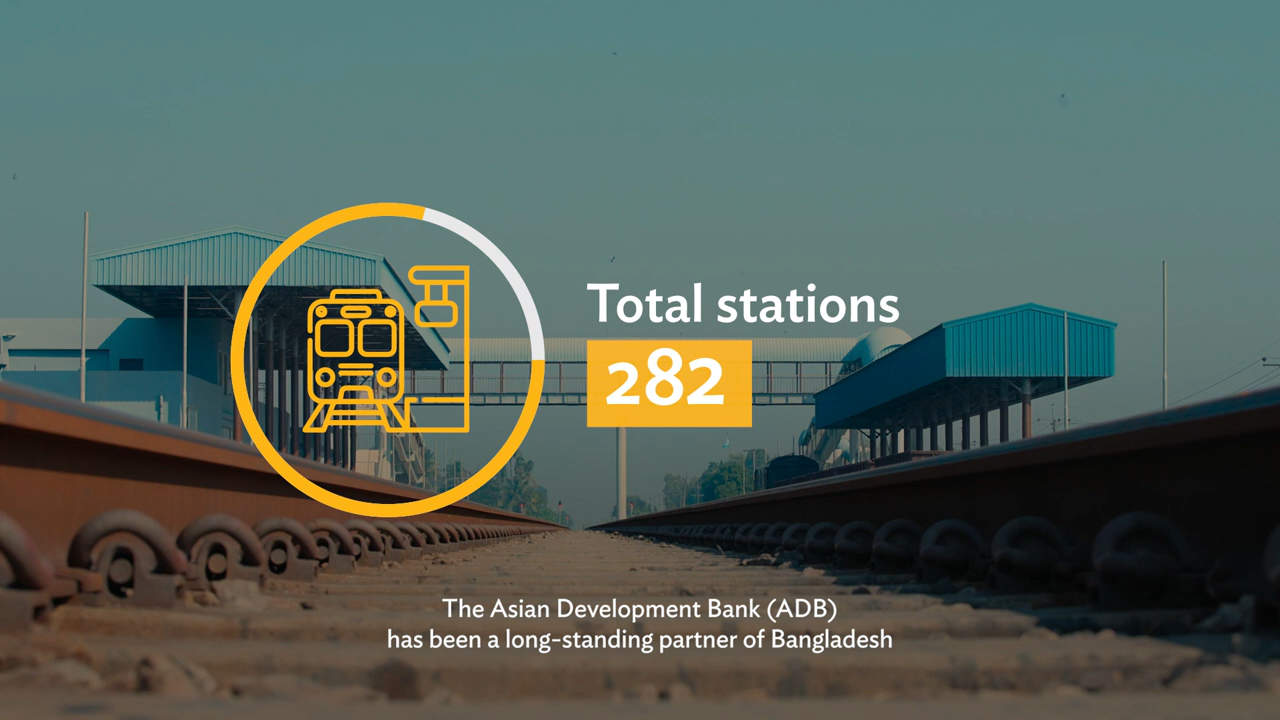 Total stations
282
The Asian Development Bank (ADB)
has been a long-standing partner of Bangladesh